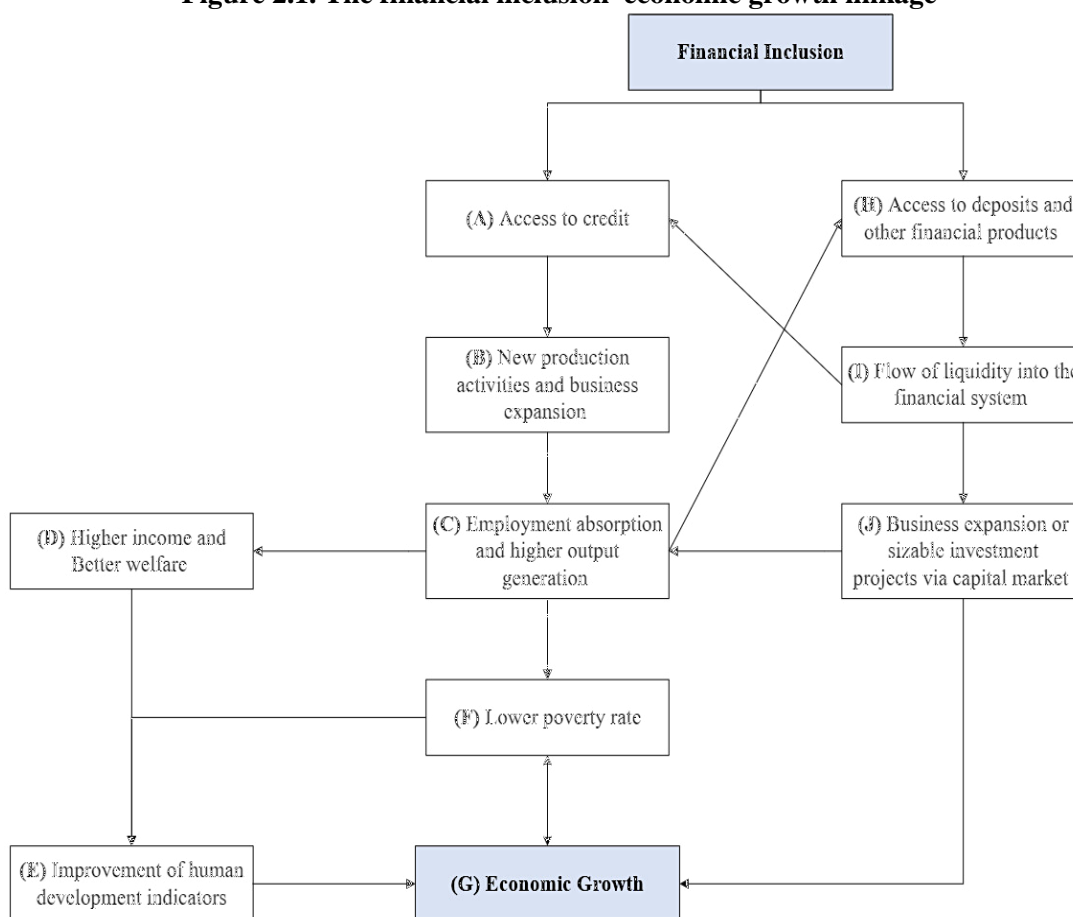 Figure 2.1. The financial inclusion–economic growth linkage
Financial Inclusion
(A) Access to credit
(H) Access to deposits and
other financial products
(B) New production
activities and business
expansion
(I) Flow of liquidity into the
financial system
(D) Higher income and
Better welfare
(C) Employment absorption
and higher output
generation
(J) Business expansion or
sizable investment
projects via capital market
(F) Lower poverty rate
(E) Improvement of human
development indicators
(G) Economic Growth